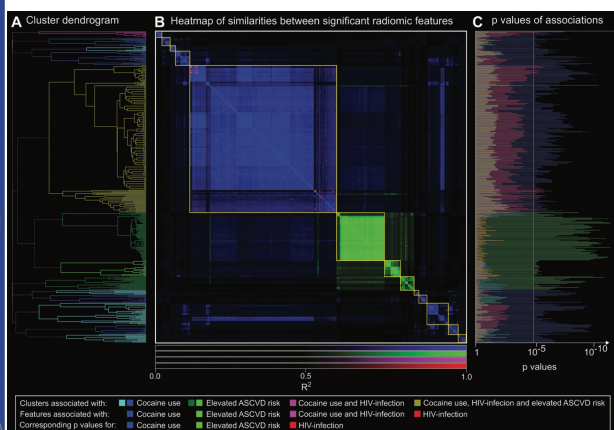 A Cluster dendrogram
B Heatmap of similarities between significant radiomic features
C p values of associations
0.0
R²
1.0
1
10⁻⁵
10⁻¹⁰
p values
Clusters associated with: Cocaine use Elevated ASCVD risk Cocaine use and HIV-infection Cocaine use, HIV-infecion and elevated ASCVD risk
Features associated with: Cocaine use Elevated ASCVD risk Cocaine use and HIV-infection HIV-infection
Corresponding p values for: Cocaine use Elevated ASCVD risk HIV-infection